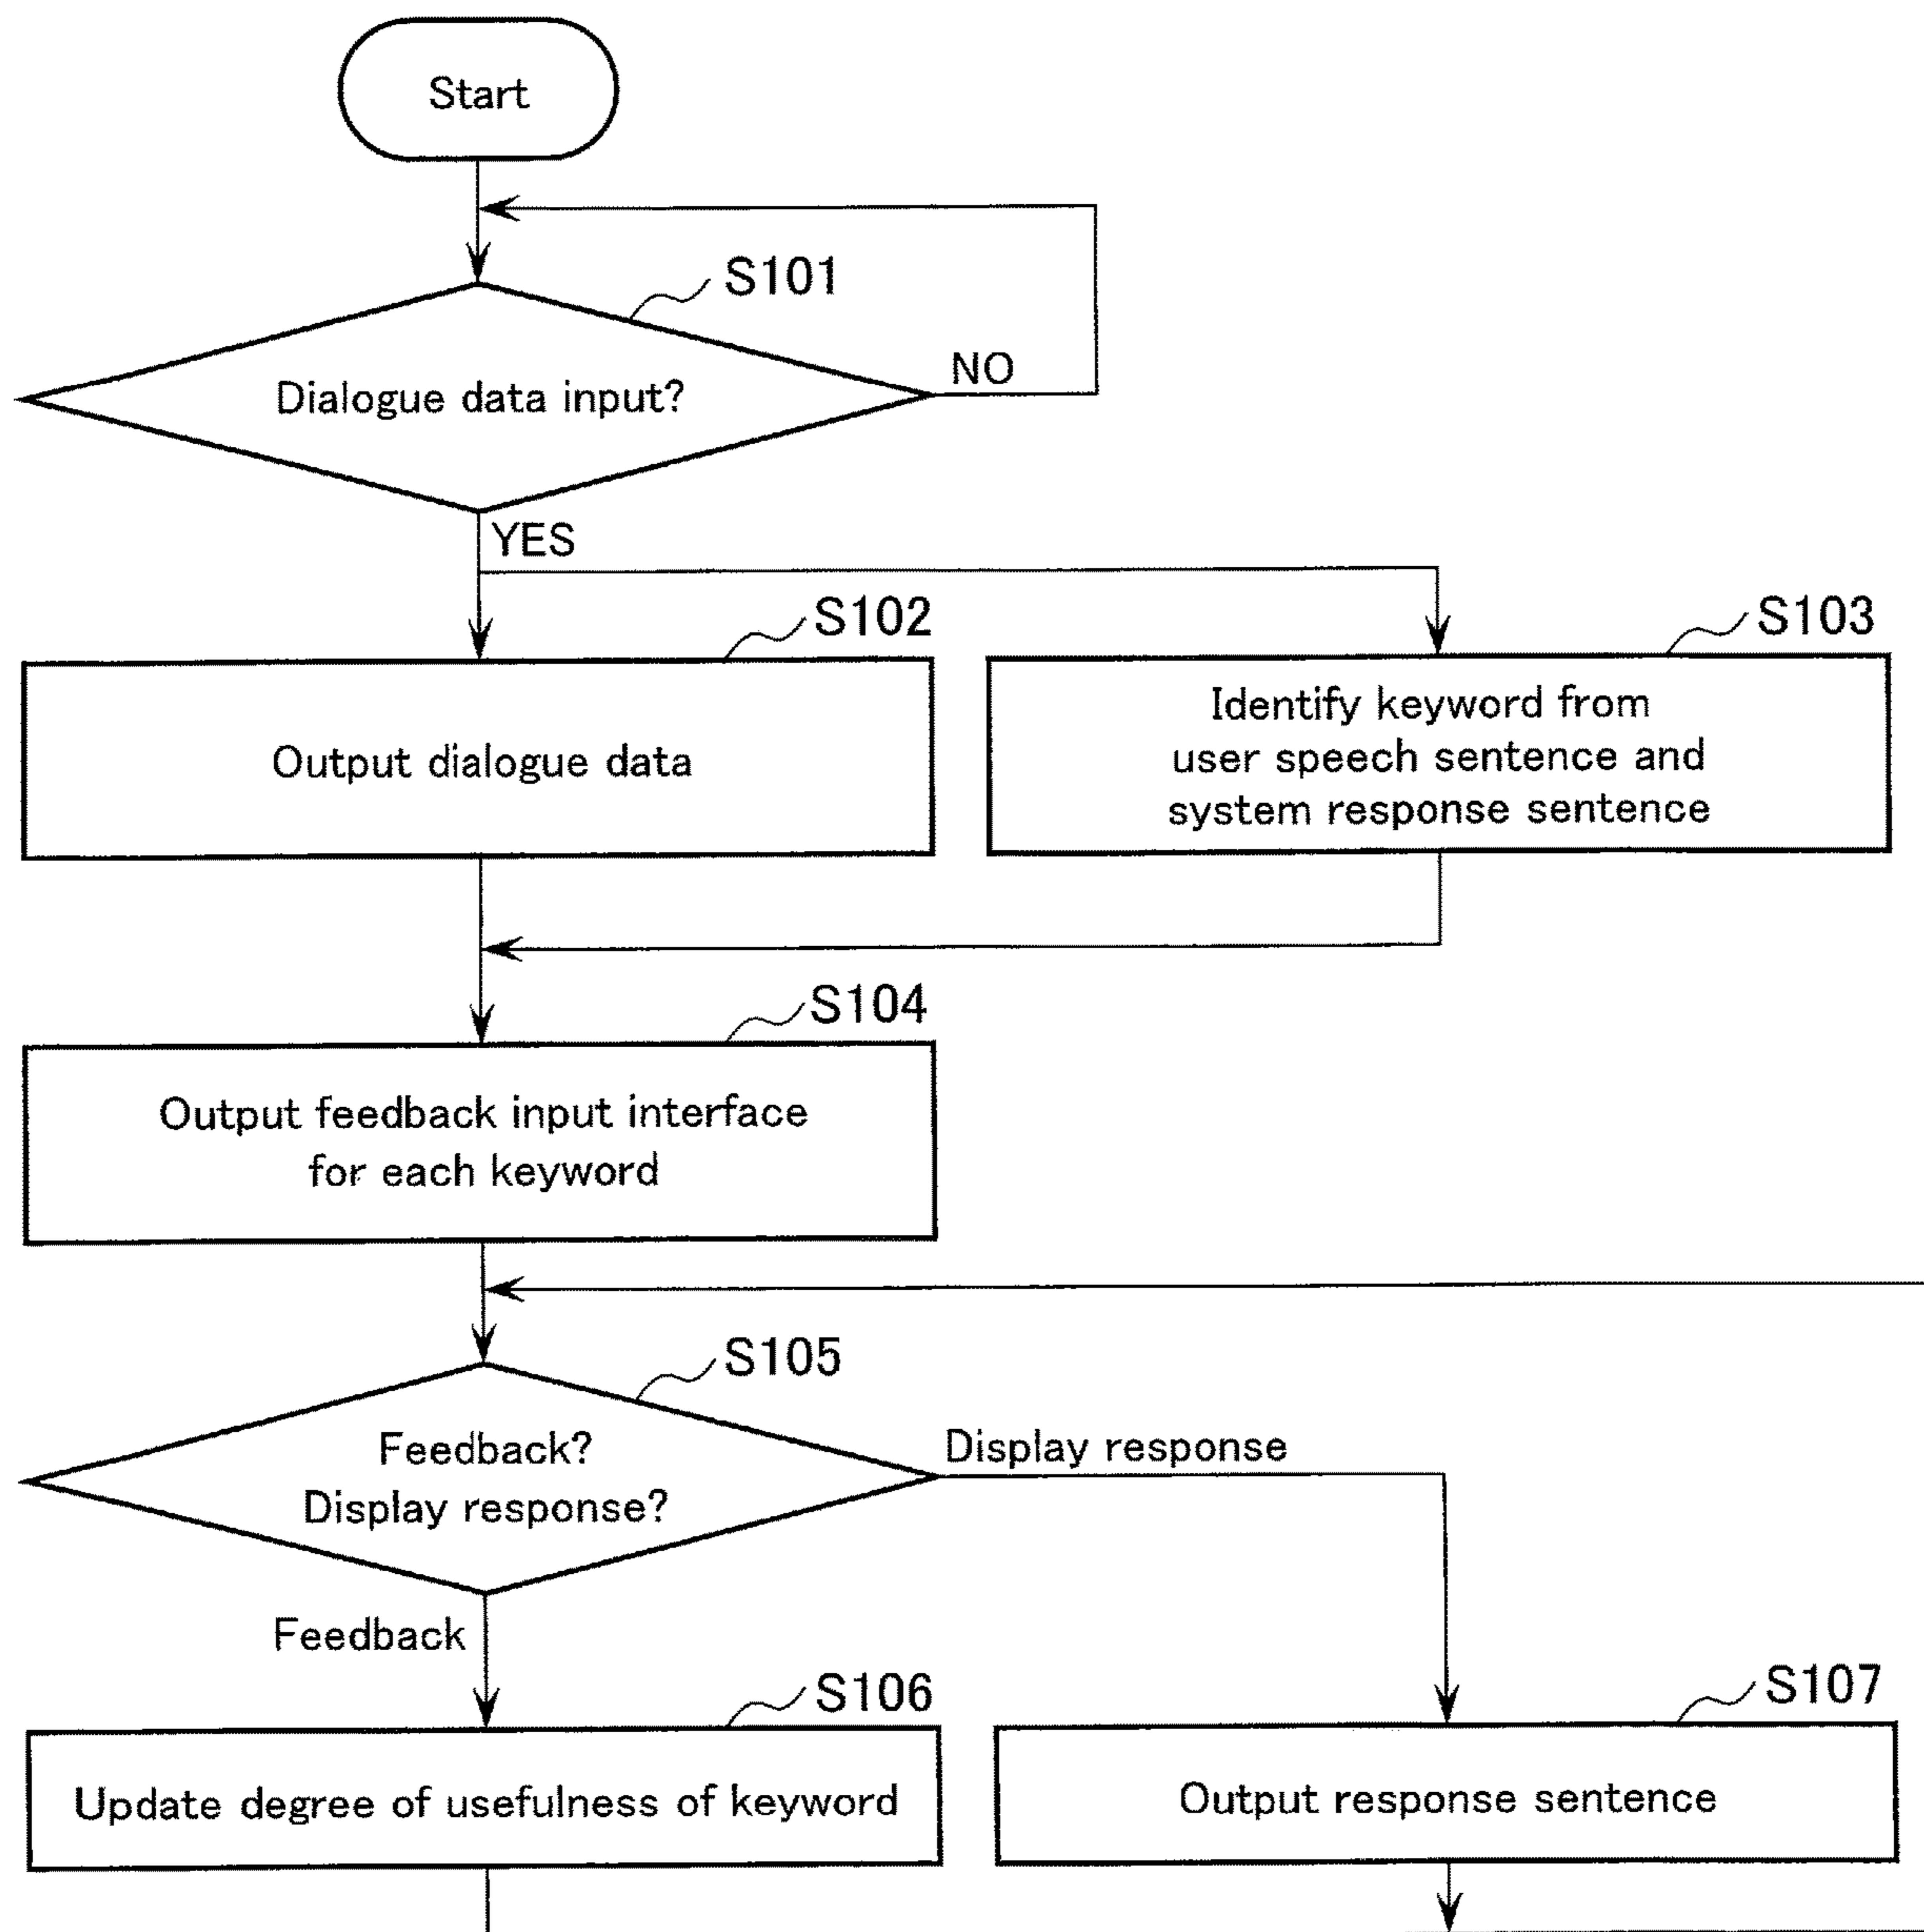 Start
S101
Dialogue data input?
NO
YES
S102
S103
Output dialogue data
Identify keyword from
user speech sentence and
system response sentence
S104
Output feedback input interface
for each keyword
S105
Feedback?
Display response?
Display response
Feedback
S106
S107
Update degree of usefulness of keyword
Output response sentence